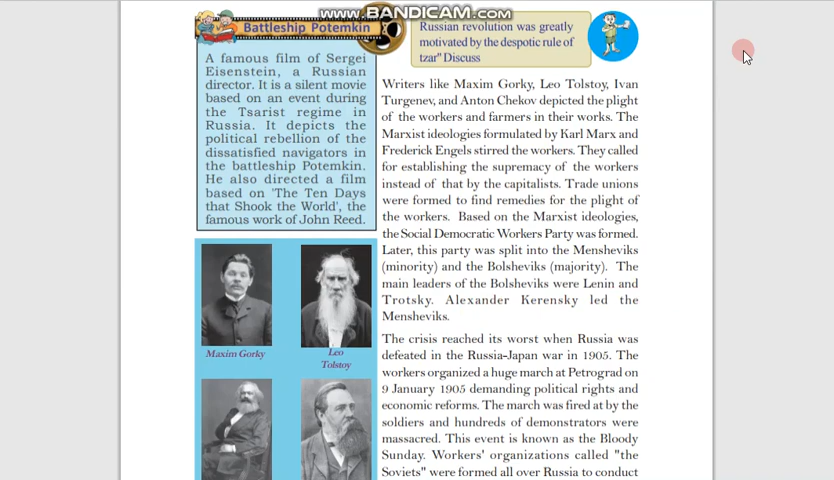 WWW.BANDICAM.COM
Battleship Potemkin
A famous film of Sergei
Eisenstein, a Russian
director. It is a silent movie
based on an event during
the Tsarist regime in
Russia. It depicts the
political rebellion of the
dissatisfied navigators in
the battleship Potemkin.
He also directed a film
based on 'The Ten Days
that Shook the World', the
famous work of John Reed.
Maxim Gorky
Leo
Tolstoy
Russian revolution was greatly
motivated by the despotic rule of
tzar" Discuss
Writers like Maxim Gorky, Leo Tolstoy, Ivan
Turgenev, and Anton Chekov depicted the plight
of the workers and farmers in their works. The
Marxist ideologies formulated by Karl Marx and
Frederick Engels stirred the workers. They called
for establishing the supremacy of the workers
instead of that by the capitalists. Trade unions
were formed to find remedies for the plight of
the workers. Based on the Marxist ideologies,
the Social Democratic Workers Party was formed.
Later, this party was split into the Mensheviks
(minority) and the Bolsheviks (majority). The
main leaders of the Bolsheviks were Lenin and
Trotsky. Alexander Kerensky led the
Mensheviks.
The crisis reached its worst when Russia was
defeated in the Russia-Japan war in 1905. The
workers organized a huge march at Petrograd on
9 January 1905 demanding political rights and
economic reforms. The march was fired at by the
soldiers and hundreds of demonstrators were
massacred. This event is known as the Bloody
Sunday. Workers' organizations called "the
Soviets" were formed all over Russia to conduct